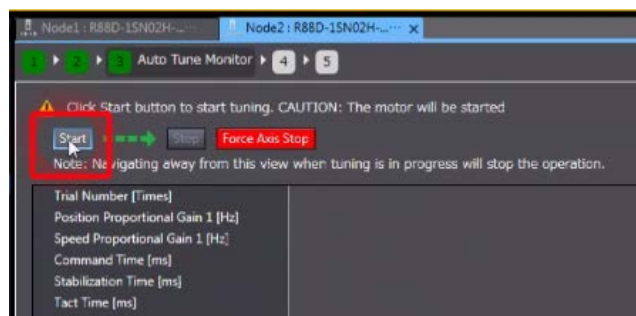 Node1 : R88D-1SN02H-...
Node2 : R88D-1SN02H-... x
1 2 3 Auto Tune Monitor 4 5
Click Start button to start tuning. CAUTION: The motor will be started
Start Stop Force Axis Stop
Note: Navigating away from this view when tuning is in progress will stop the operation.
Trial Number [Times]
Position Proportional Gain 1 [Hz]
Speed Proportional Gain 1 [Hz]
Command Time [ms]
Stabilization Time [ms]
Tact Time [ms]